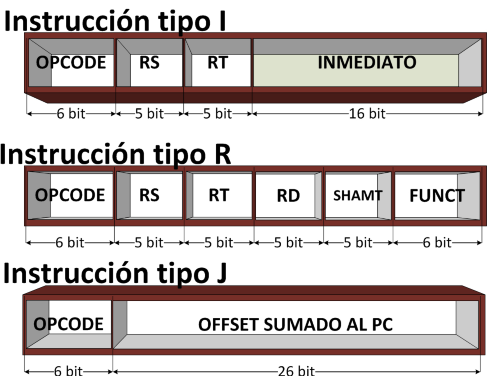 Instrucción tipo I
OPCODE RS RT INMEDIATO
6 bit 5 bit 5 bit 16 bit
Instrucción tipo R
OPCODE RS RT RD SHAMT FUNCT
6 bit 5 bit 5 bit 5 bit 5 bit 6 bit
Instrucción tipo J
OPCODE OFFSET SUMADO AL PC
6 bit 26 bit